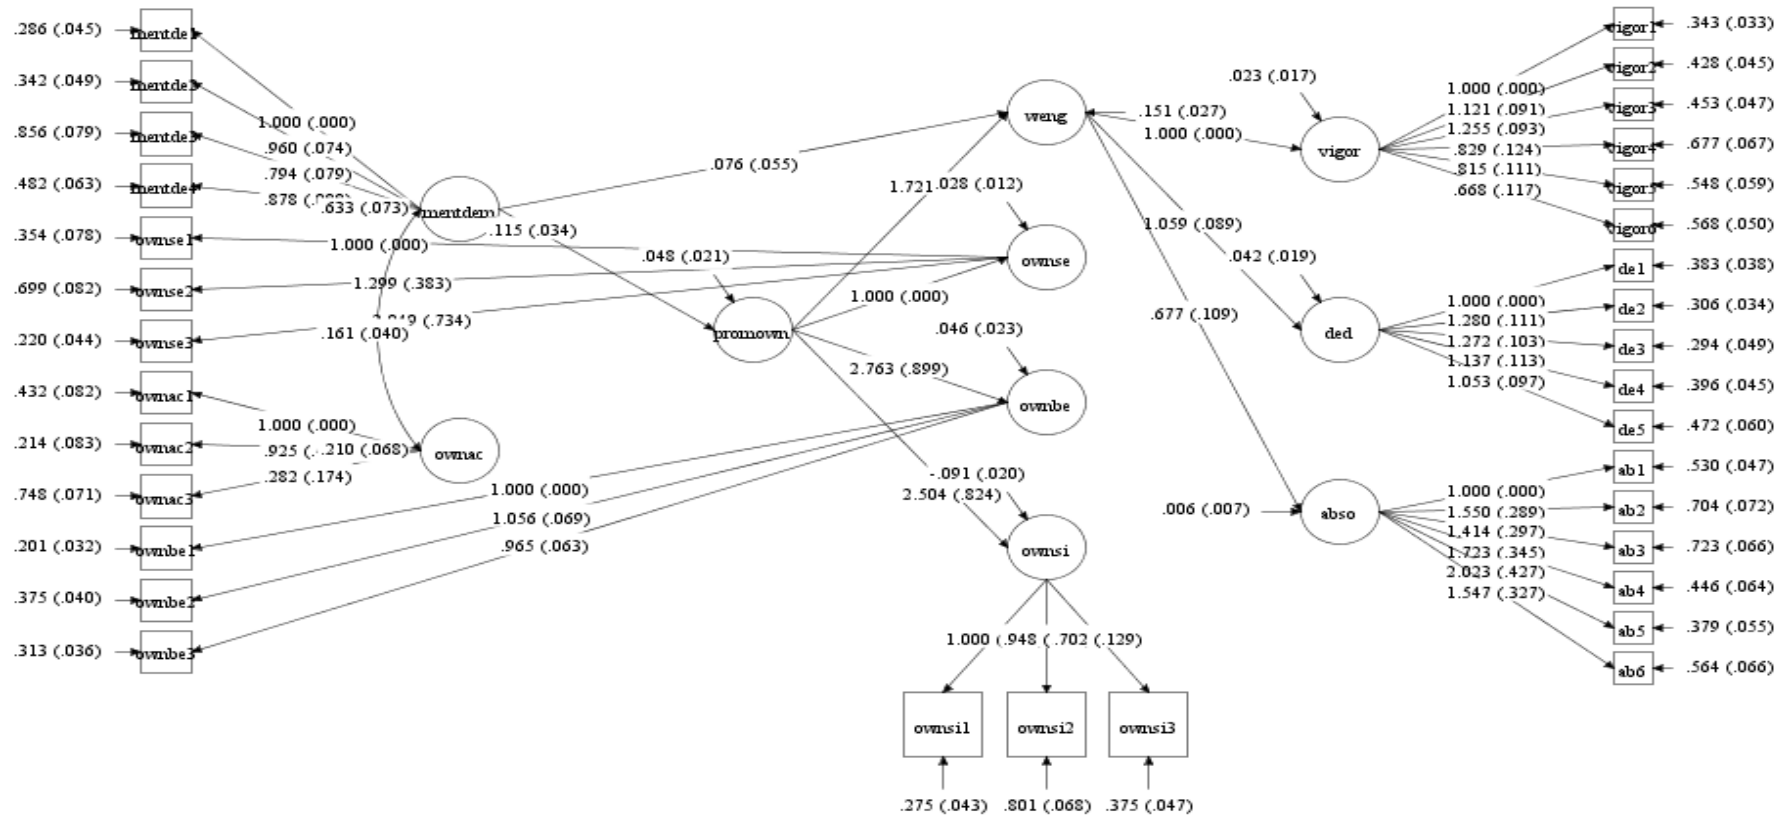 .286 (.045)
mentde1
.342 (.049)
mentde2
.856 (.079)
mentde3
.482 (.063)
mentde4
.354 (.078)
ownse1
.699 (.082)
ownse2
.220 (.044)
ownse3
.432 (.082)
ownac1
.214 (.083)
ownac2
.748 (.071)
ownac3
.201 (.032)
ownbe1
.375 (.040)
ownbe2
.313 (.036)
ownbe3
1.000 (.000)
.960 (.074)
.794 (.079)
.878
.633 (.073)
mentdem
1.000 (.000)
1.299 (.383)
(.734)
.161 (.040)
1.000 (.000)
.925 (
.210 (.068)
.282 (.174)
ownac
1.000 (.000)
1.056 (.069)
.965 (.063)
.076 (.055)
.115 (.034)
.048 (.021)
promown
1.721
.028 (.012)
1.000 (.000)
2.763 (.899)
.046 (.023)
-.091 (.020)
2.504 (.824)
weng
ownse
ownbe
ownsi
1.000 (
.948 (
.702 (.129)
ownsi1
ownsi2
ownsi3
.275 (.043)
.801 (.068)
.375 (.047)
.151 (.027)
1.000 (.000)
.023 (.017)
vigor
1.059 (.089)
.042 (.019)
ded
.677 (.109)
.006 (.007)
abso
1.000 (.000)
1.121 (.091)
1.255 (.093)
.829 (.124)
.815 (.111)
.668 (.117)
1.000 (.000)
1.280 (.111)
1.272 (.103)
1.137 (.113)
1.053 (.097)
1.000 (.000)
1.550 (.289)
1.414 (.297)
1.723 (.345)
2.023 (.427)
1.547 (.327)
vigor1
.343 (.033)
vigor2
.428 (.045)
vigor3
.453 (.047)
vigor4
.677 (.067)
vigor5
.548 (.059)
vigor6
.568 (.050)
de1
.383 (.038)
de2
.306 (.034)
de3
.294 (.049)
de4
.396 (.045)
de5
.472 (.060)
ab1
.530 (.047)
ab2
.704 (.072)
ab3
.723 (.066)
ab4
.446 (.064)
ab5
.379 (.055)
ab6
.564 (.066)